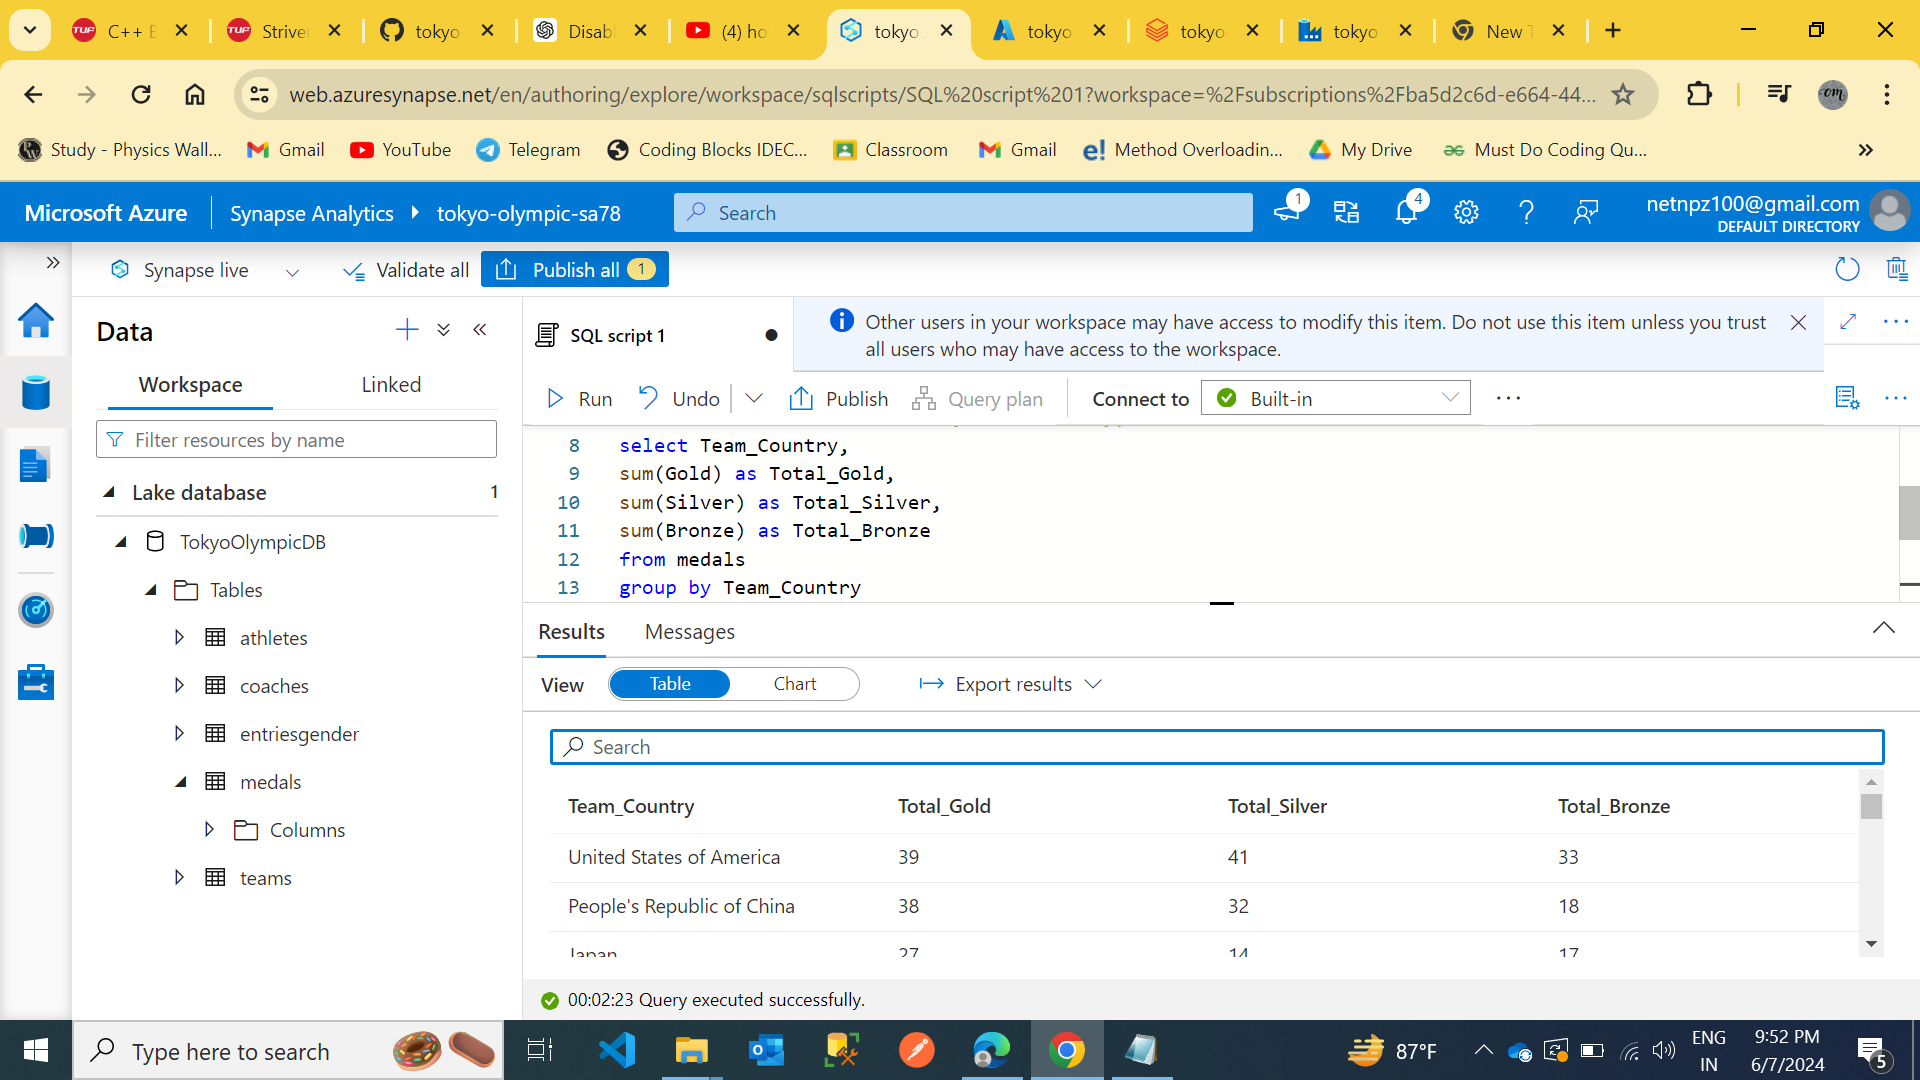 C++ B
Strive
tokyo
Disab
(4) ho
tokyo
tokyo
tokyo
tokyo
New T
web.azuresynapse.net/en/authoring/explore/workspace/sqlscripts/SQL%20script%201?workspace=%2Fsubscriptions%2Fba5d2c6d-e664-44...
Study - Physics Wall...
Gmail
YouTube
Telegram
Coding Blocks IDEC...
Classroom
Gmail
Method Overloadin...
My Drive
Must Do Coding Qu...
Microsoft Azure
Synapse Analytics
tokyo-olympic-sa78
Search
1
4
netnpz100@gmail.com
DEFAULT DIRECTORY
Synapse live
Validate all
Publish all 1
Data
Workspace
Linked
Filter resources by name
Lake database 1
TokyoOlympicDB
Tables
athletes
coaches
entriesgender
medals
Columns
teams
SQL script 1
Other users in your workspace may have access to modify this item. Do not use this item unless you trust
all users who may have access to the workspace.
Run
Undo
Publish
Query plan
Connect to
Built-in
8 select Team_Country,
9 sum(Gold) as Total_Gold,
10 sum(Silver) as Total_Silver,
11 sum(Bronze) as Total_Bronze
12 from medals
13 group by Team_Country
Results
Messages
View
Table
Chart
Export results
Search
Team_Country Total_Gold Total_Silver Total_Bronze
United States of America 39 41 33
People's Republic of China 38 32 18
Japan 27 14 17
00:02:23 Query executed successfully.
Type here to search
87°F
ENG
IN
9:52 PM
6/7/2024
5